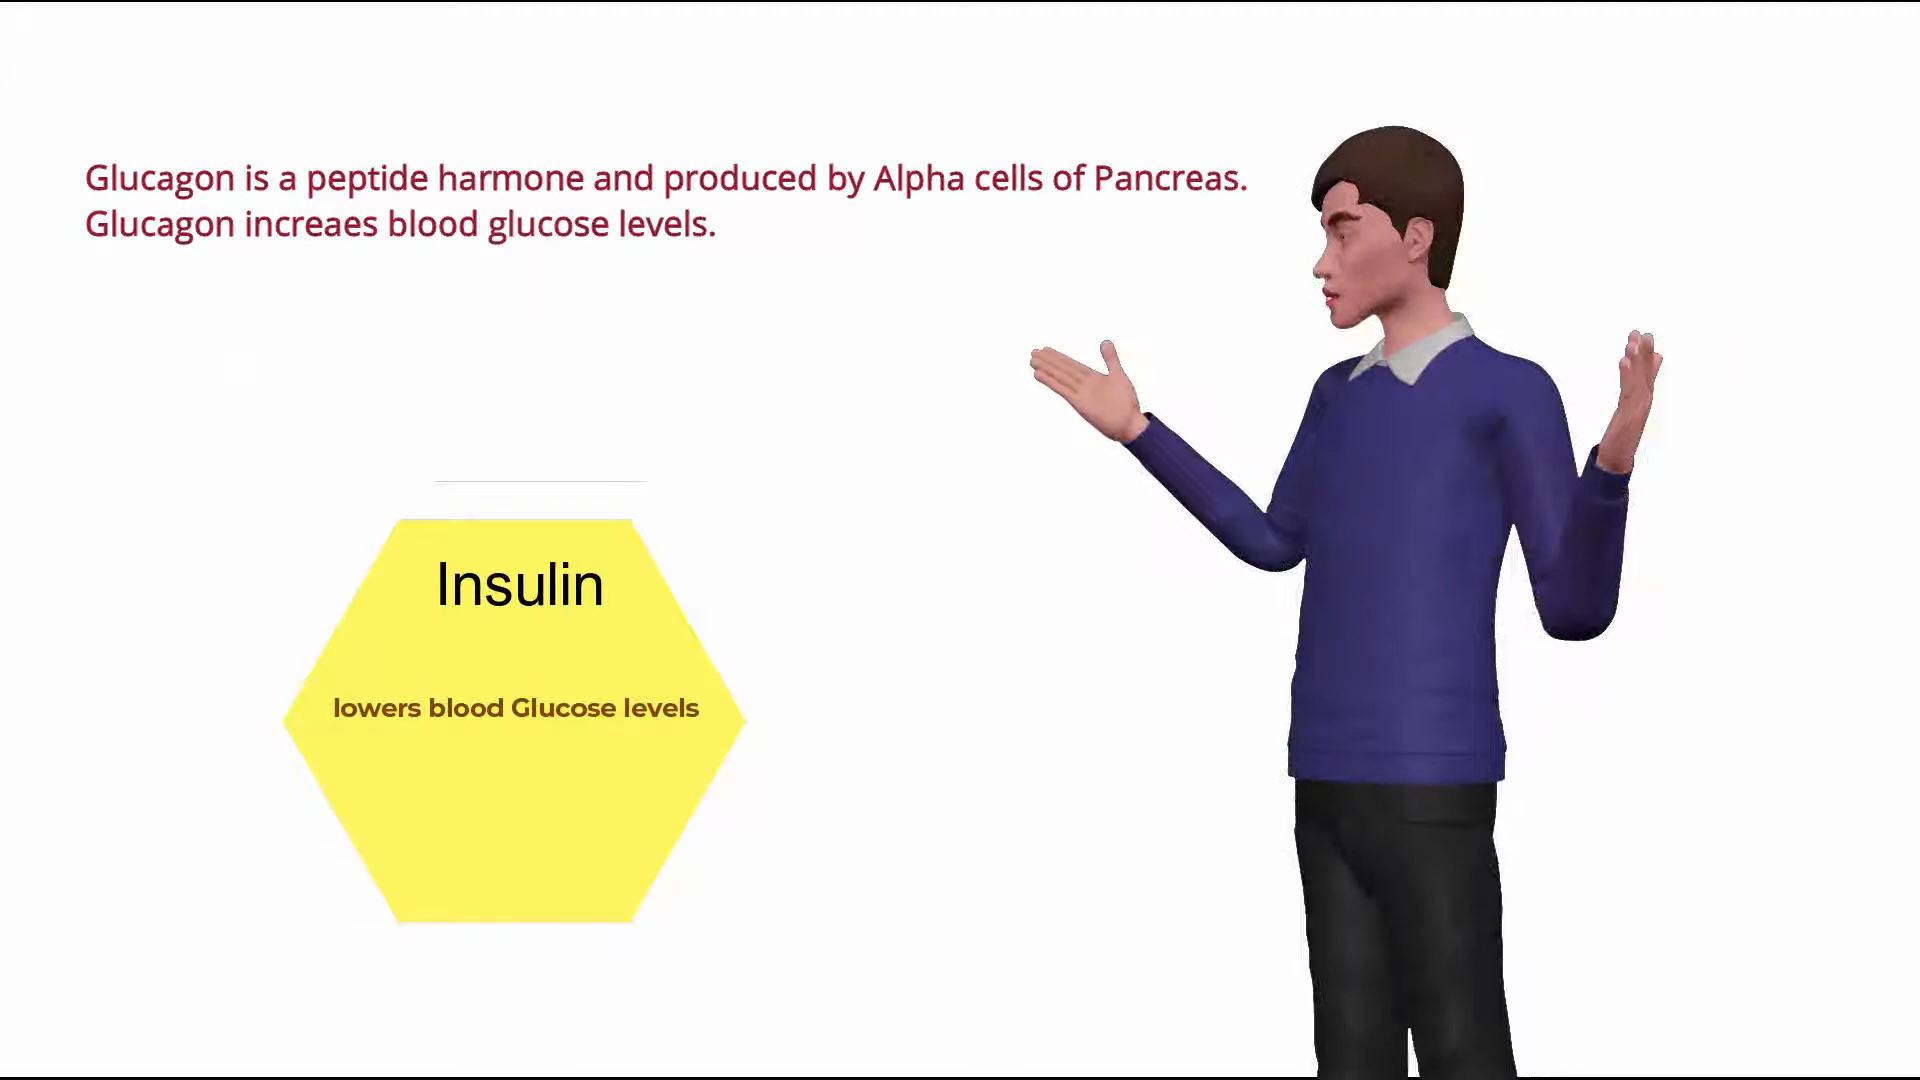 Glucagon is a peptide harmone and produced by Alpha cells of Pancreas.
Glucagon increaes blood glucose levels.
Insulin
lowers blood Glucose levels